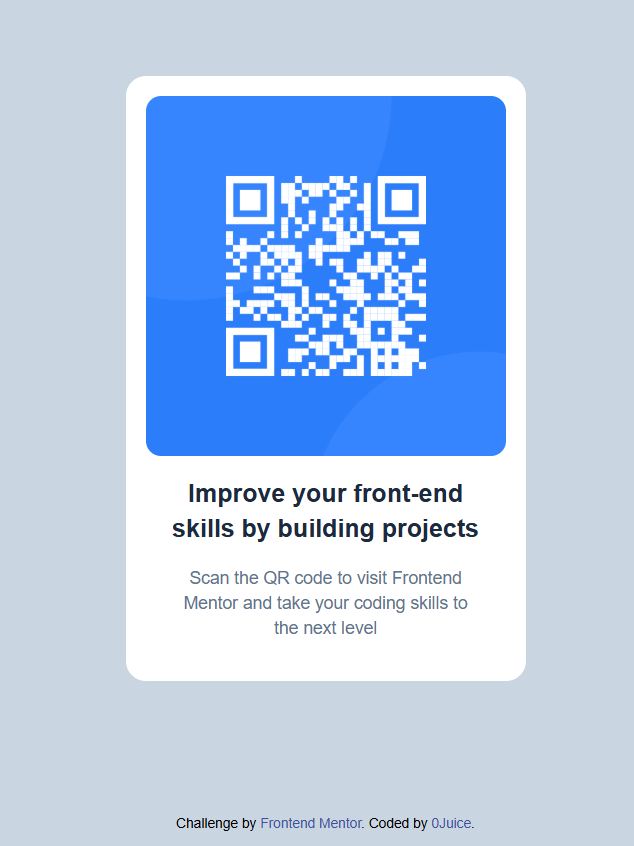 Improve your front-end
skills by building projects
Scan the QR code to visit Frontend
Mentor and take your coding skills to
the next level
Challenge by Frontend Mentor. Coded by 0Juice.